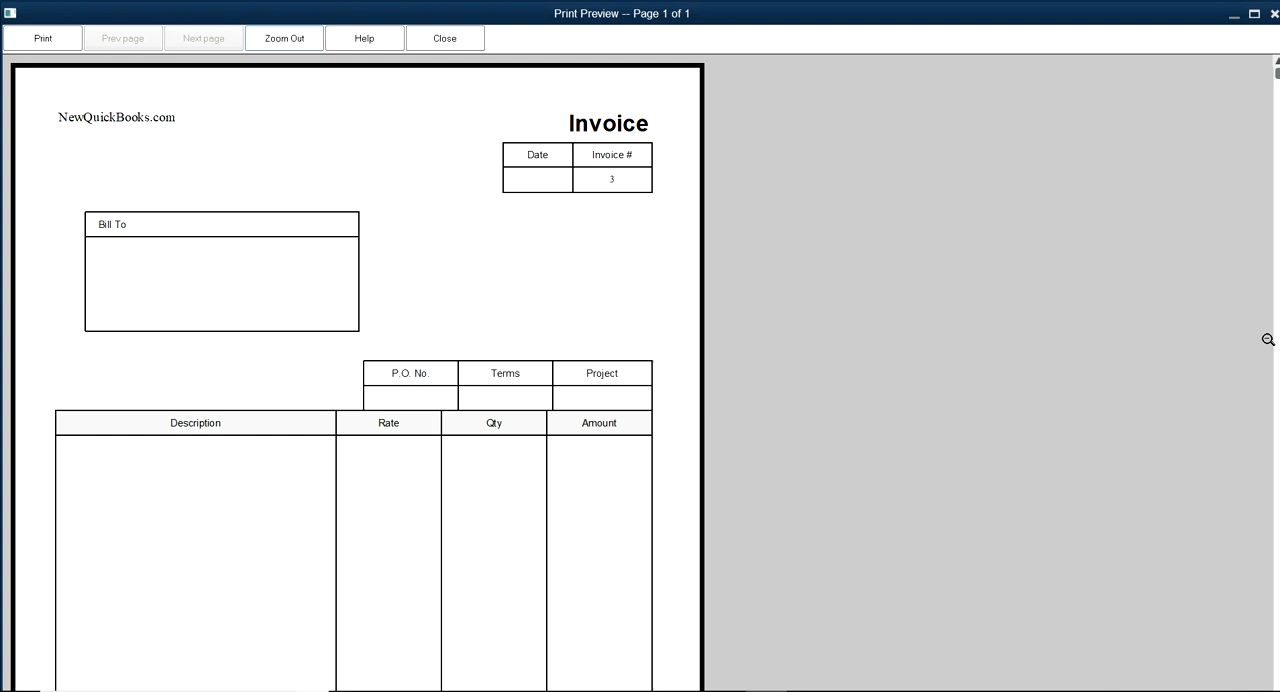 Print Preview -- Page 1 of 1
Print Prev page Next page Zoom Out Help Close
NewQuickBooks.com
Invoice
Date Invoice #
3
Bill To
P.O. No. Terms Project
Description Rate Qty Amount